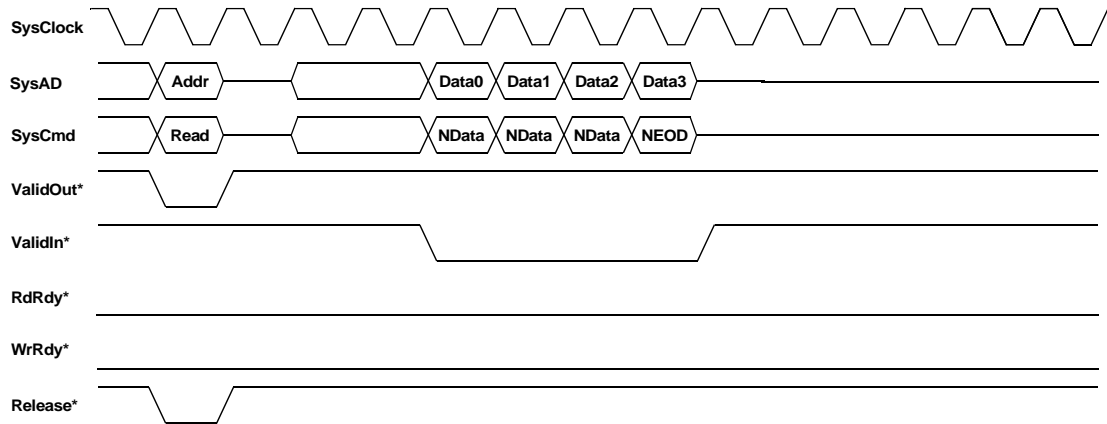 SysClock
SysAD Addr Data0 Data1 Data2 Data3
SysCmd Read NData NData NData NEOD
ValidOut*
ValidIn*
RdRdy*
WrRdy*
Release*